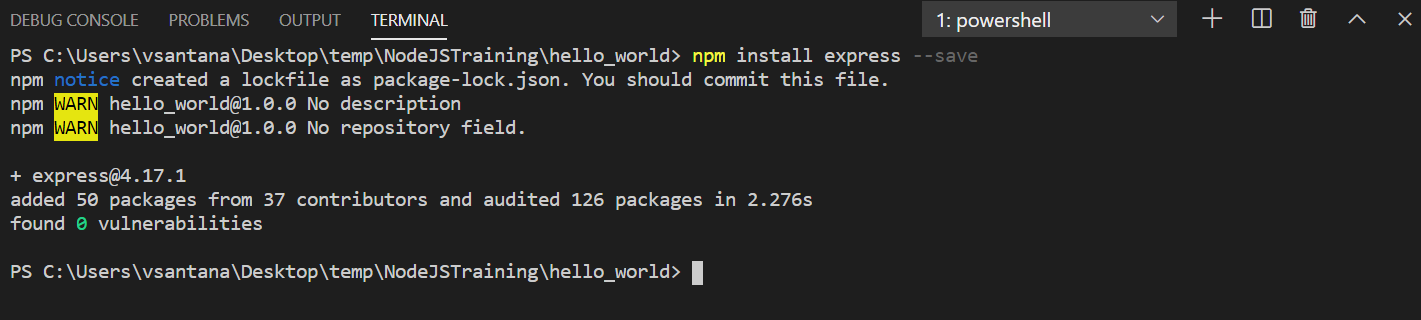 DEBUG CONSOLE PROBLEMS OUTPUT TERMINAL 1: powershell
PS C:\Users\vsantana\Desktop\temp\NodeJSTraining\hello_world> npm install express --save
npm notice created a lockfile as package-lock.json. You should commit this file.
npm WARN hello_world@1.0.0 No description
npm WARN hello_world@1.0.0 No repository field.
+ express@4.17.1
added 50 packages from 37 contributors and audited 126 packages in 2.276s
found 0 vulnerabilities
PS C:\Users\vsantana\Desktop\temp\NodeJSTraining\hello_world>